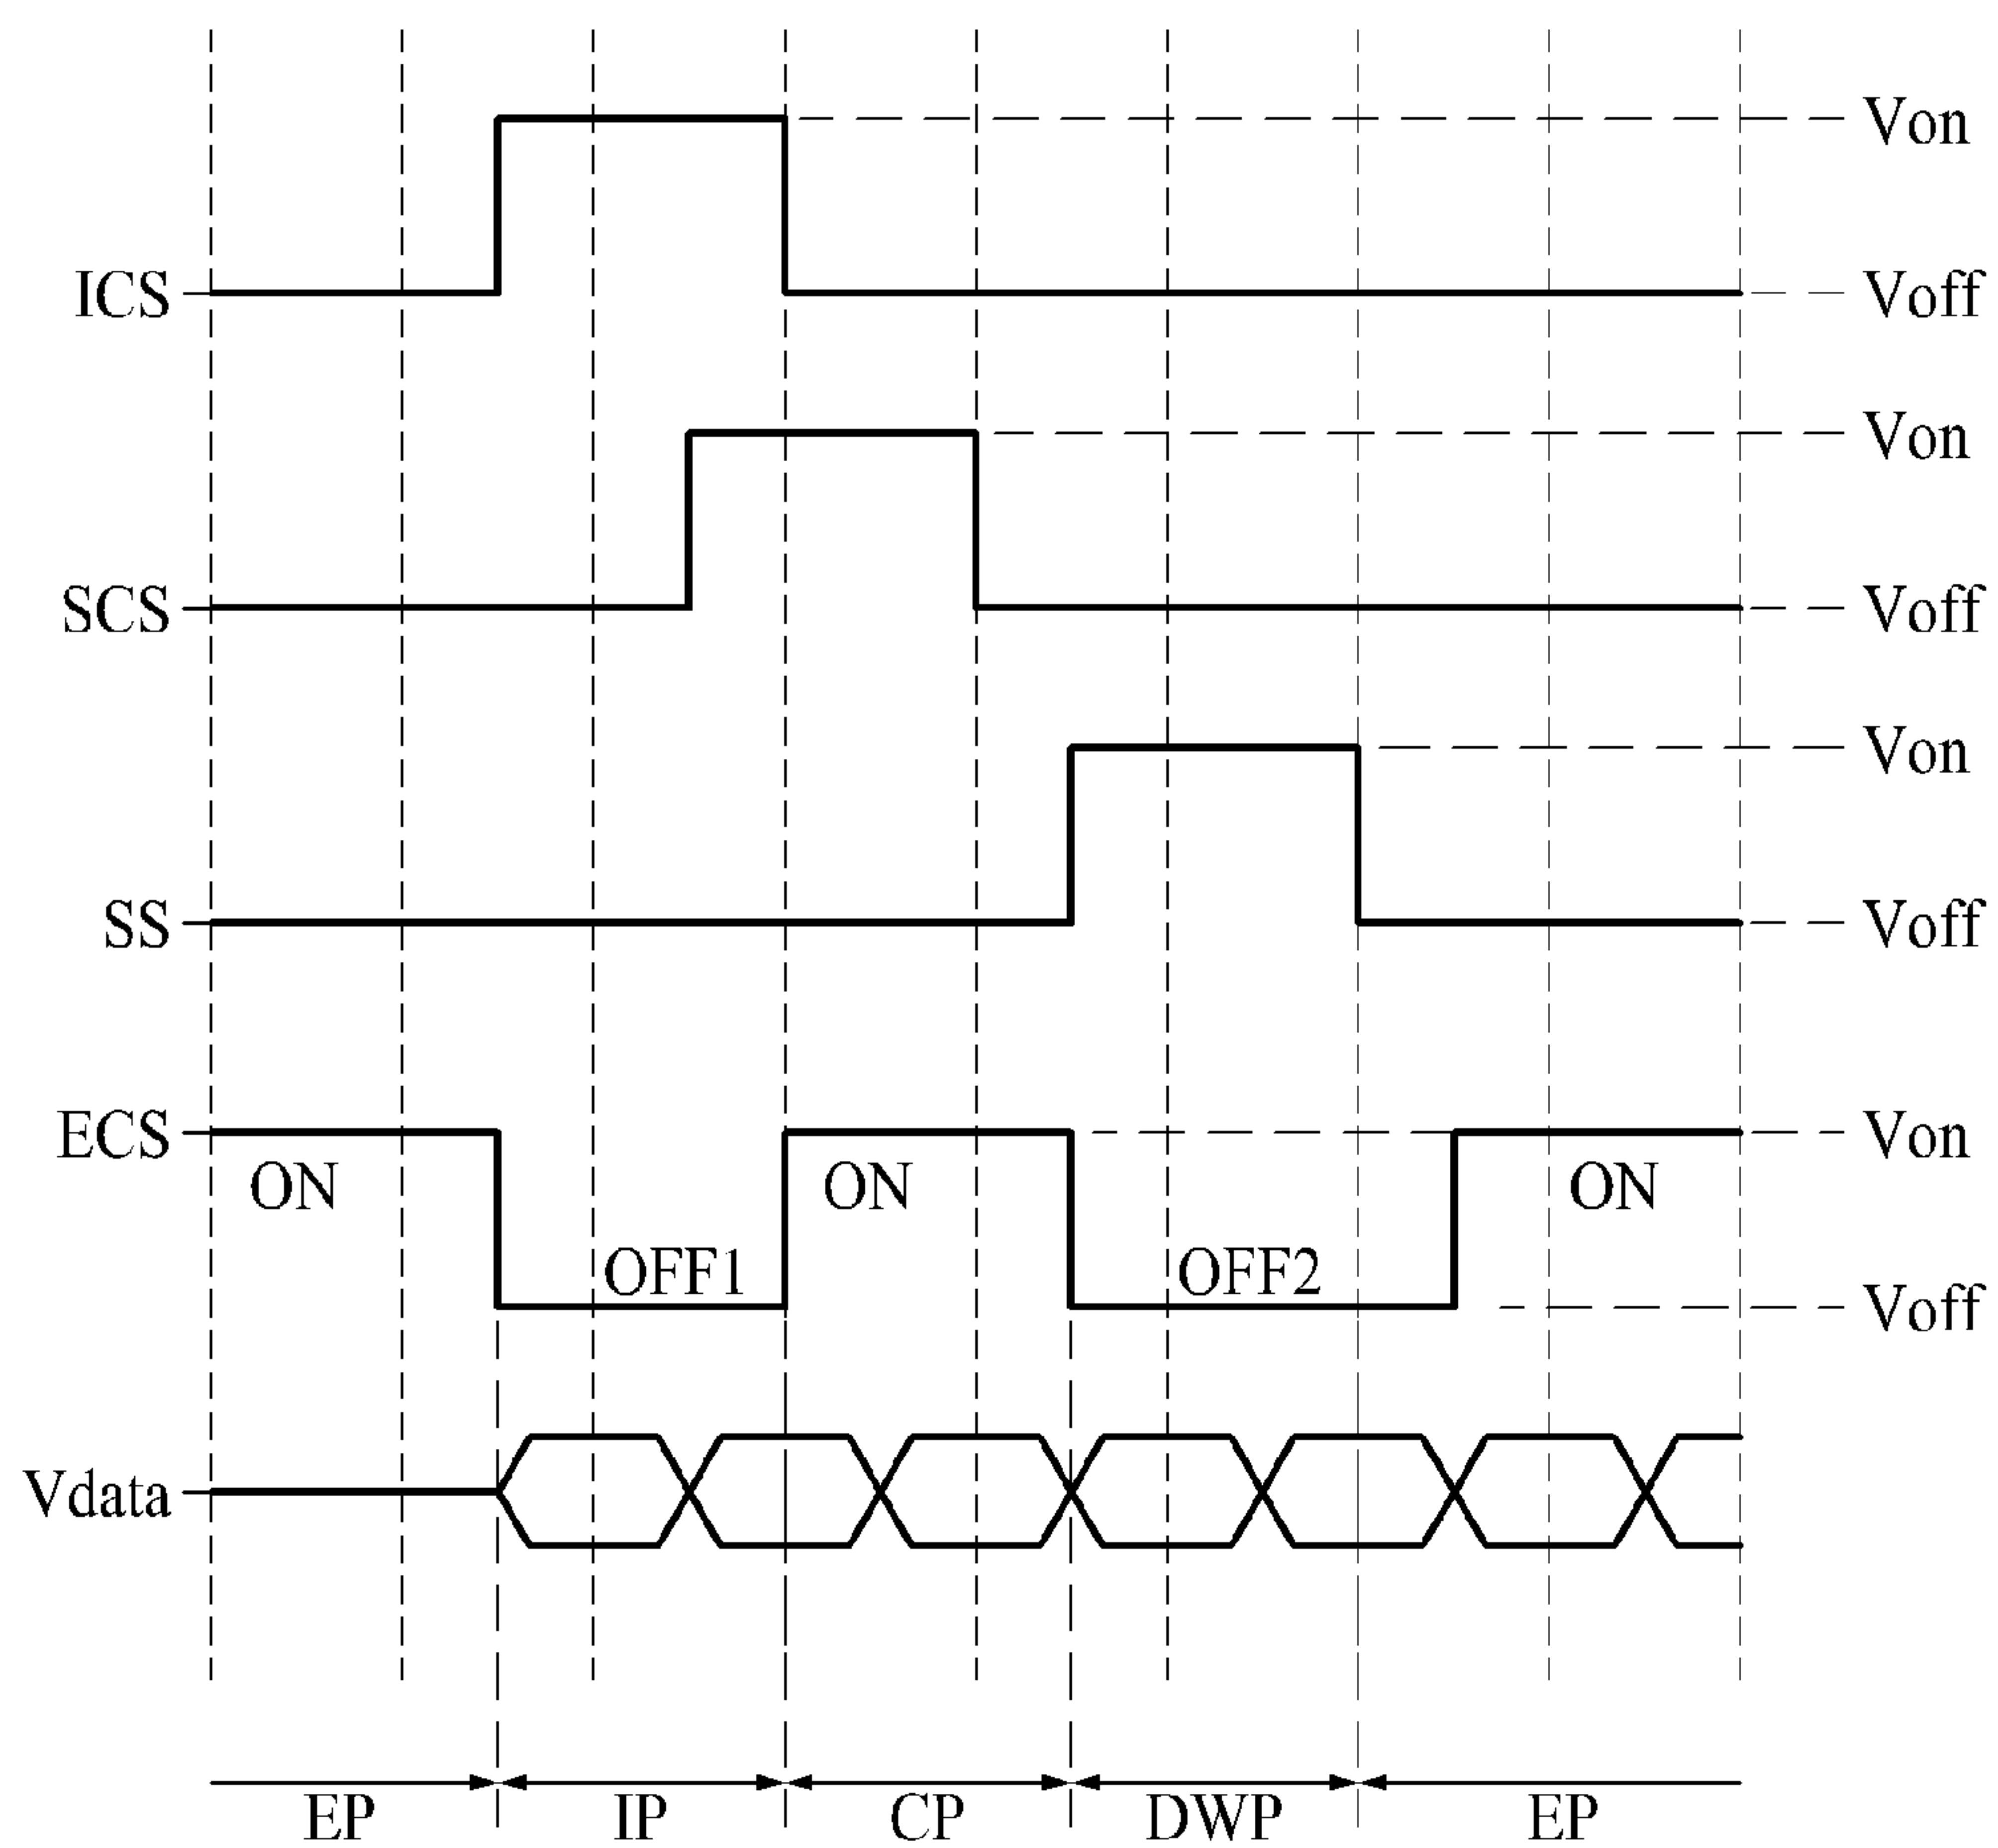 Von
ICS
Voff
Von
SCS
Voff
Von
SS
Voff
ECS
Von
ON
ON
ON
OFF1
OFF2
Voff
Vdata
EP
IP
CP
DWP
EP